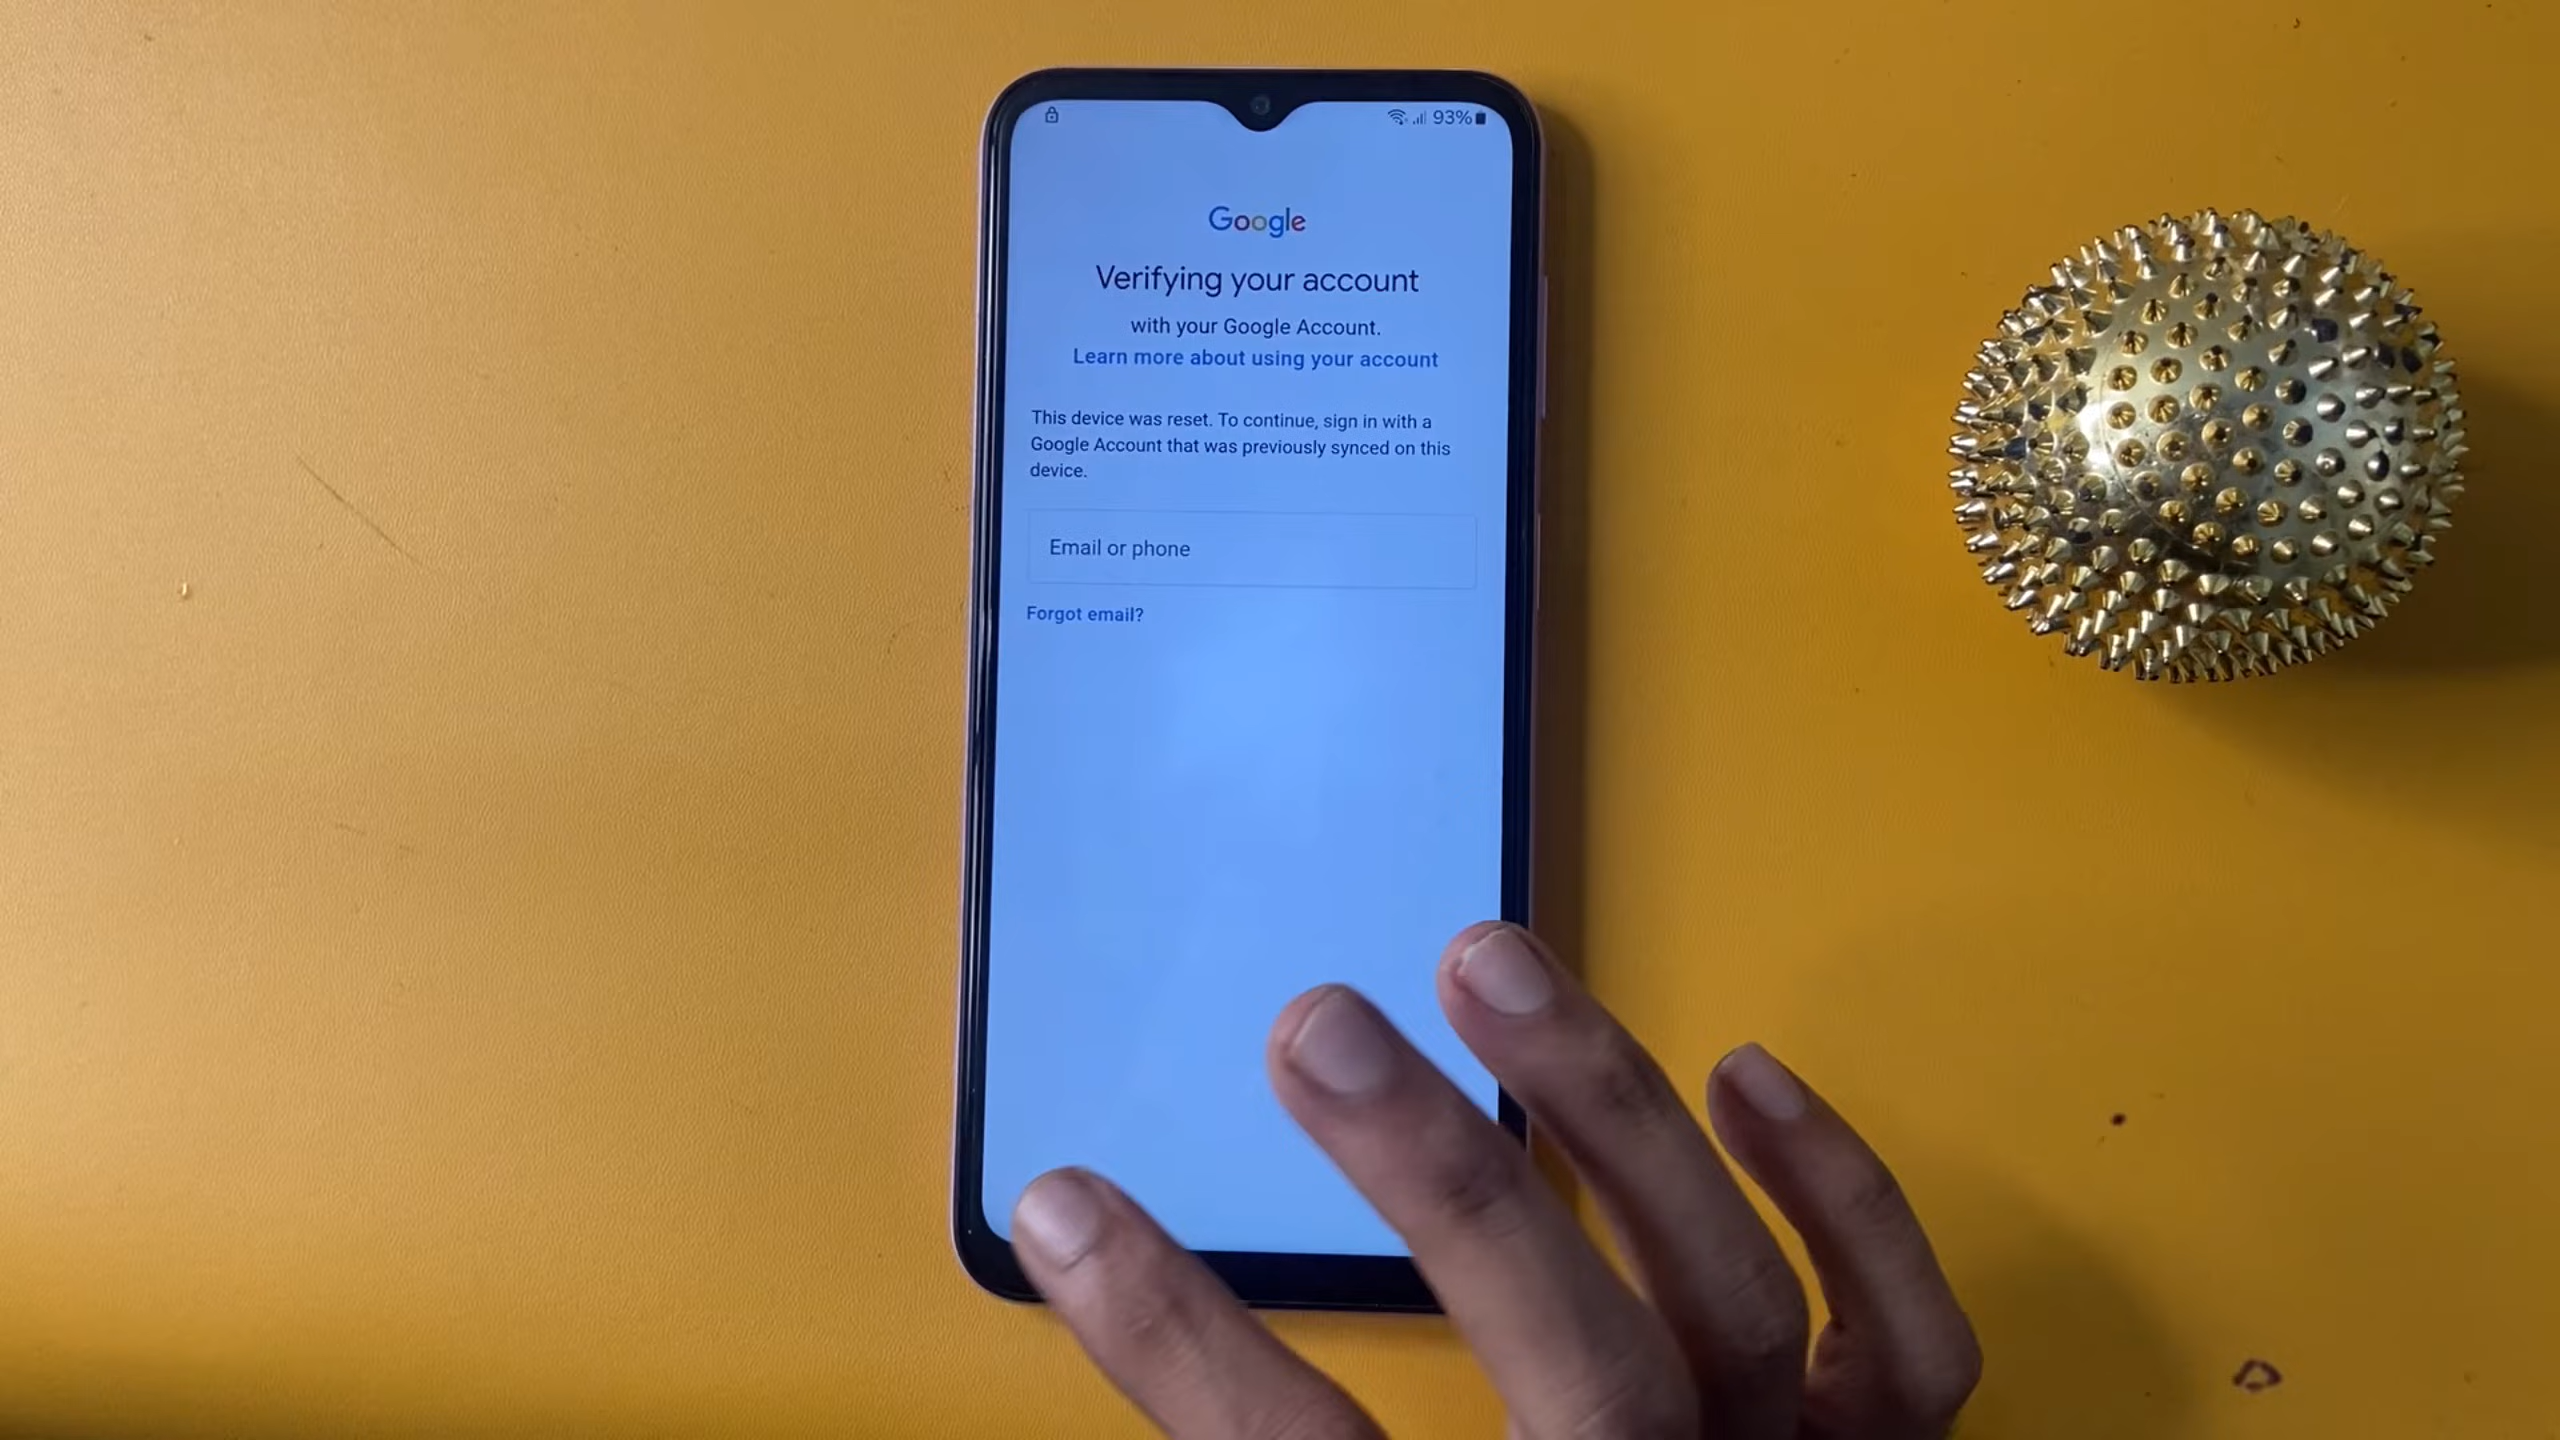 93%
Google
Verifying your account
with your Google Account.
Learn more about using your account
This device was reset. To continue, sign in with a
Google Account that was previously synced on this
device.
Email or phone
Forgot email?